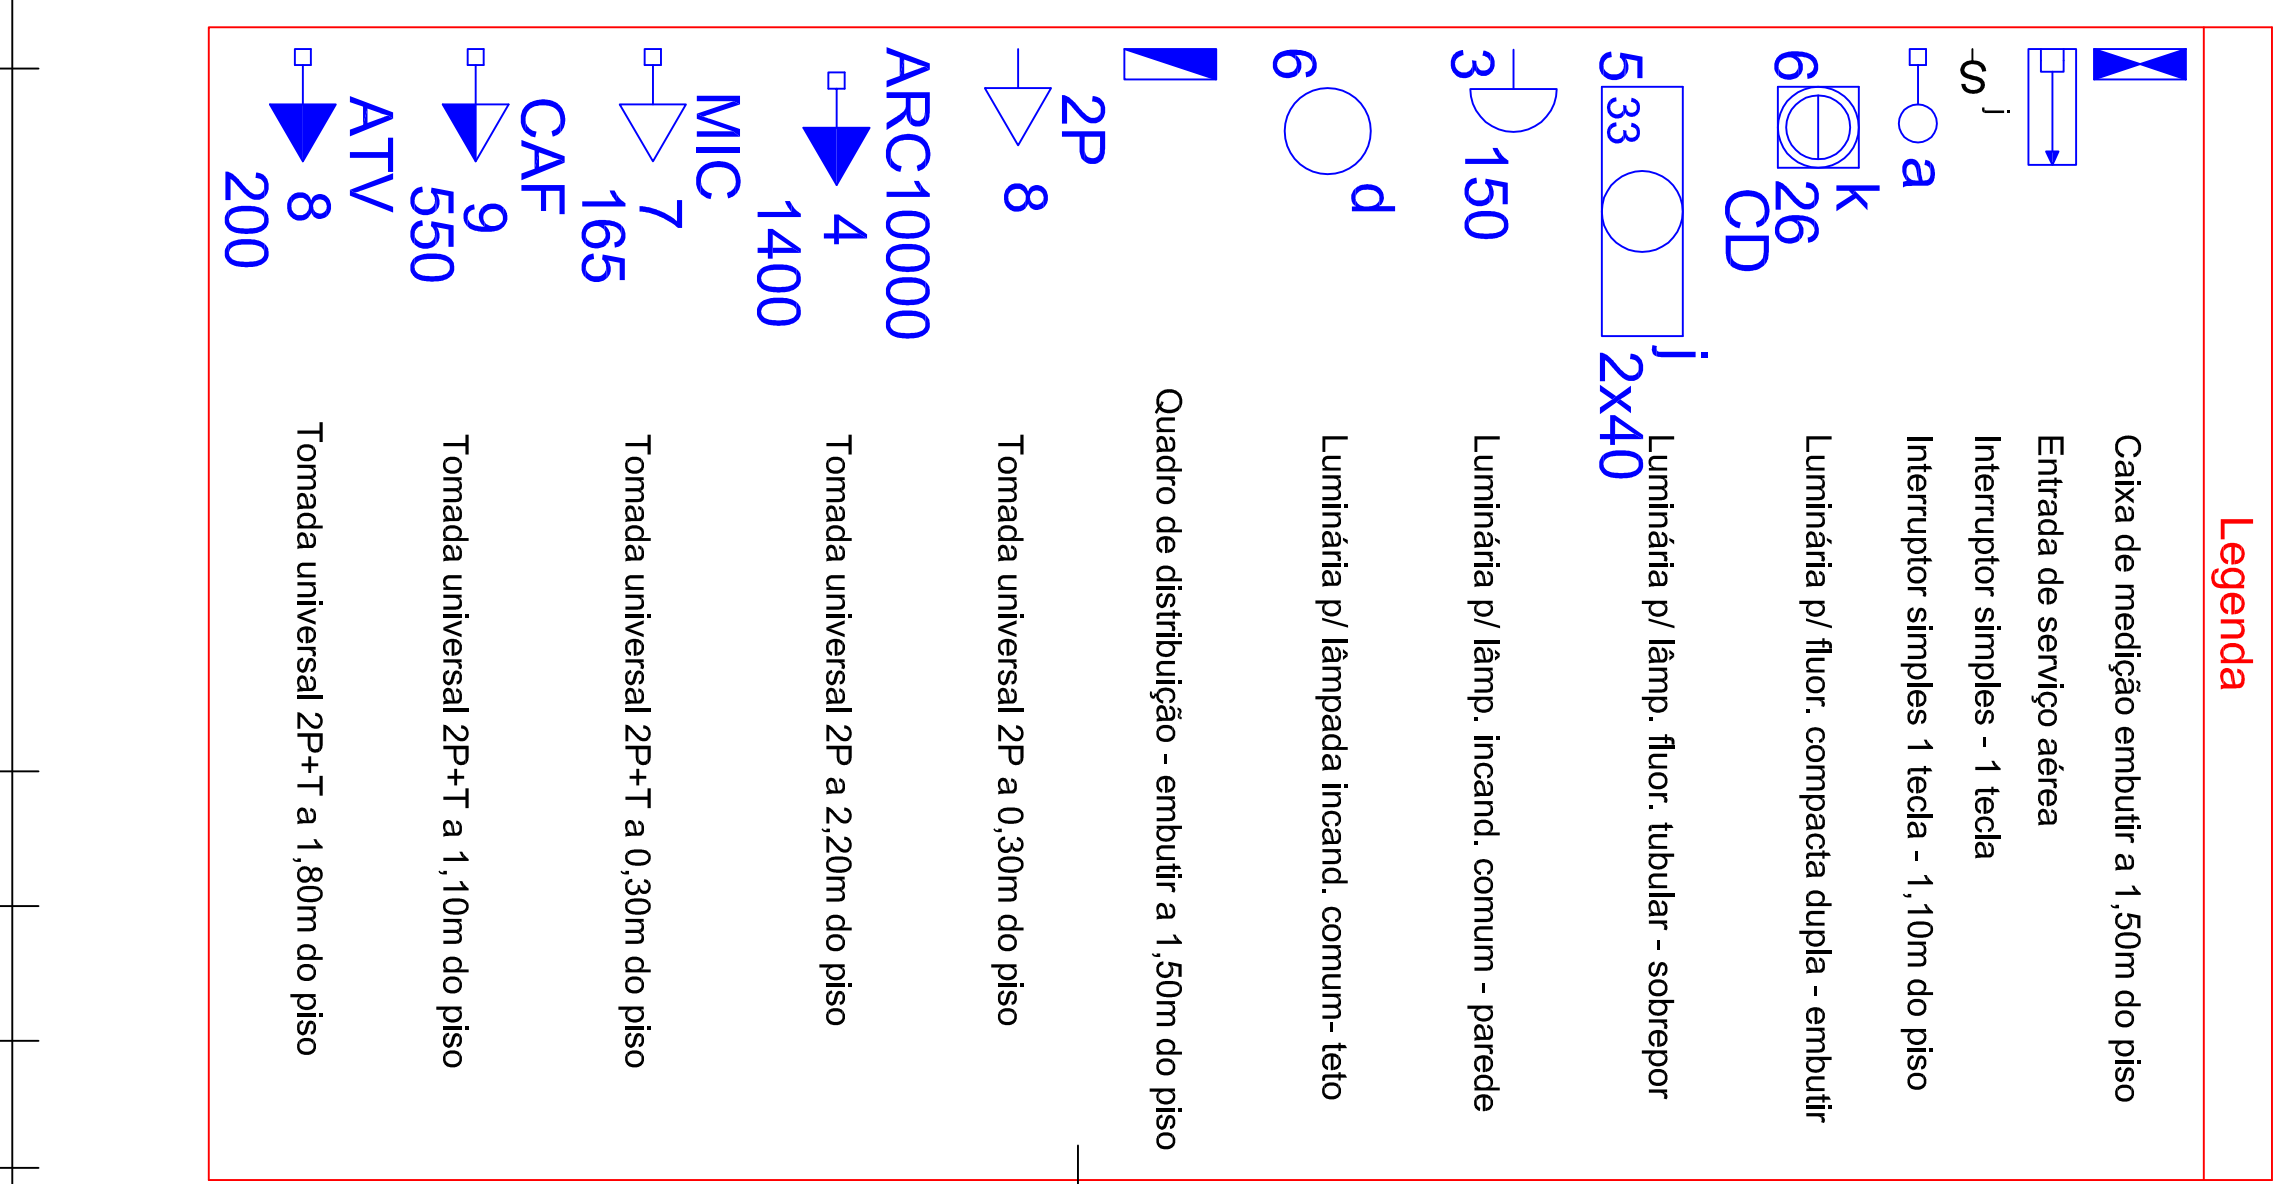 Legenda
Caixa de medição embutir a 1,50m do piso
Entrada de serviço aérea
S j
Interruptor simples - 1 tecla
a
Interruptor simples 1 tecla - 1,10m do piso
k
6 26
CD
Luminária p/ fluor. compacta dupla - embutir
j
5 33 2x40
Luminária p/ lâmp. fluor. tubular - sobrepor
3 150
Luminária p/ lâmp. incand. comum - parede
d
6
Luminária p/ lâmpada incand. comum- teto
Quadro de distribuição - embutir a 1,50m do piso
2P
8
Tomada universal 2P a 0,30m do piso
ARC10000
4
1400
Tomada universal 2P a 2,20m do piso
MIC
7
165
Tomada universal 2P+T a 0,30m do piso
CAF
9
550
Tomada universal 2P+T a 1,10m do piso
ATV
8
200
Tomada universal 2P+T a 1,80m do piso